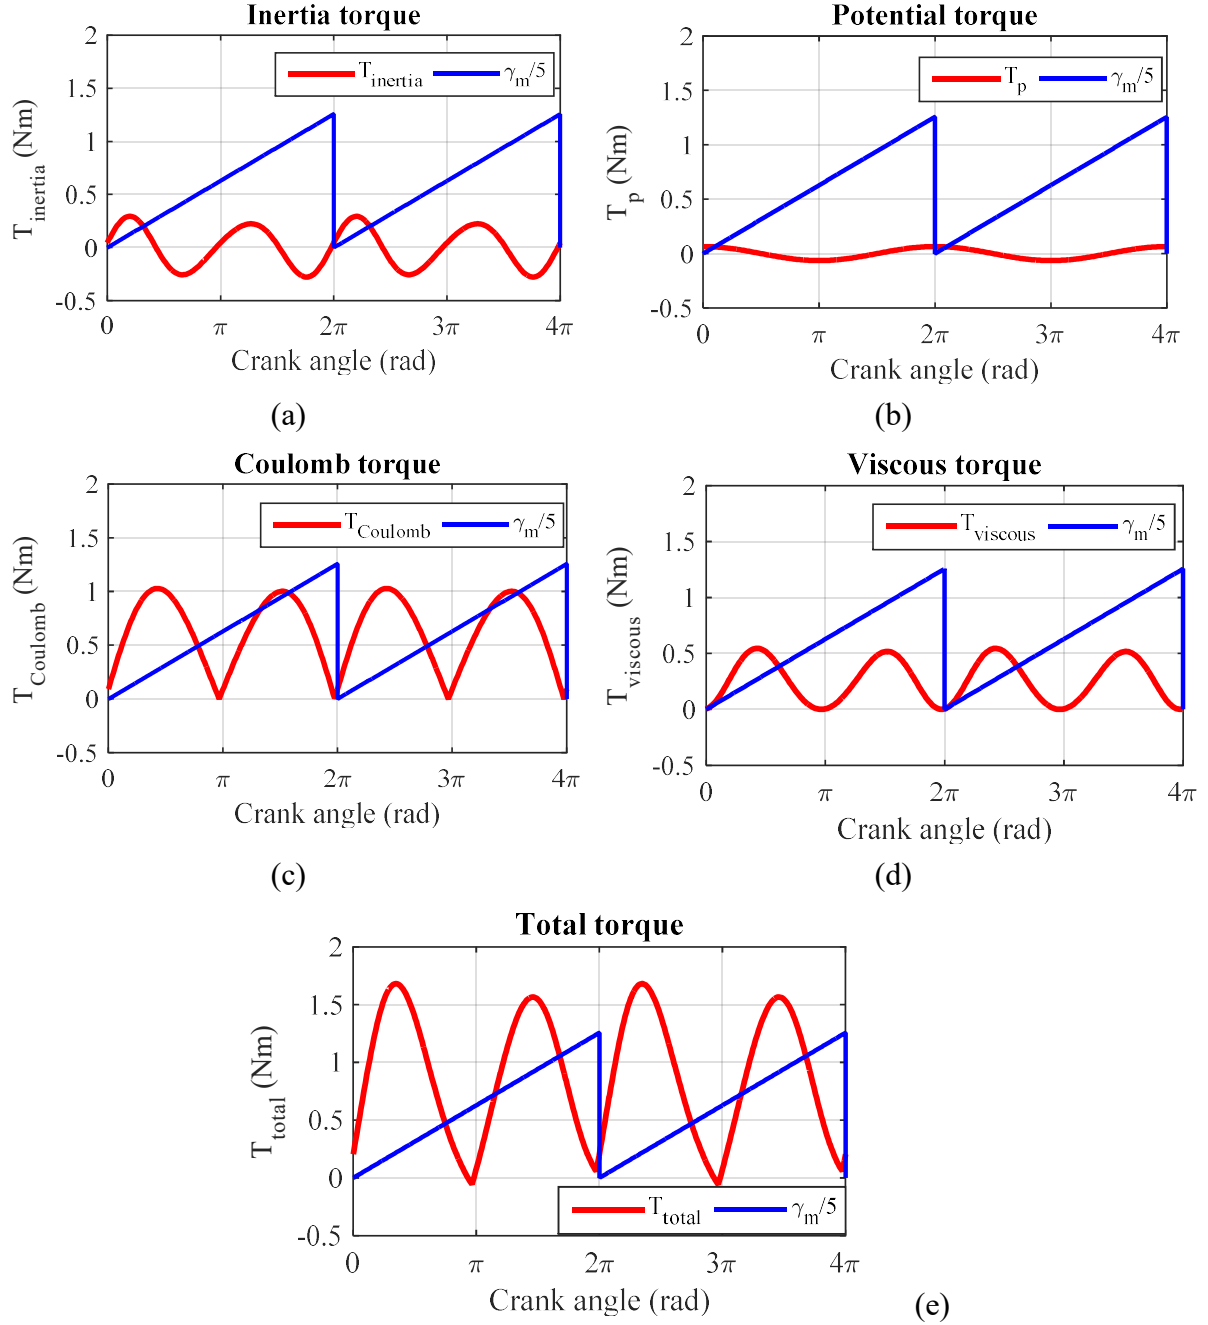 Inertia torque
2
T_inertia γ_m/5
1.5
1
0.5
0
-0.5
T_inertia (Nm)
0 π 2π 3π 4π
Crank angle (rad)
(a)
Potential torque
2
T_p γ_m/5
1.5
1
0.5
0
-0.5
T_p (Nm)
0 π 2π 3π 4π
Crank angle (rad)
(b)
Coulomb torque
2
T_Coulomb γ_m/5
1.5
1
0.5
0
-0.5
T_Coulomb (Nm)
0 π 2π 3π 4π
Crank angle (rad)
(c)
Viscous torque
2
T_viscous γ_m/5
1.5
1
0.5
0
-0.5
T_viscous (Nm)
0 π 2π 3π 4π
Crank angle (rad)
(d)
Total torque
2
1.5
1
0.5
0
-0.5
T_total (Nm)
T_total γ_m/5
0 π 2π 3π 4π
Crank angle (rad)
(e)